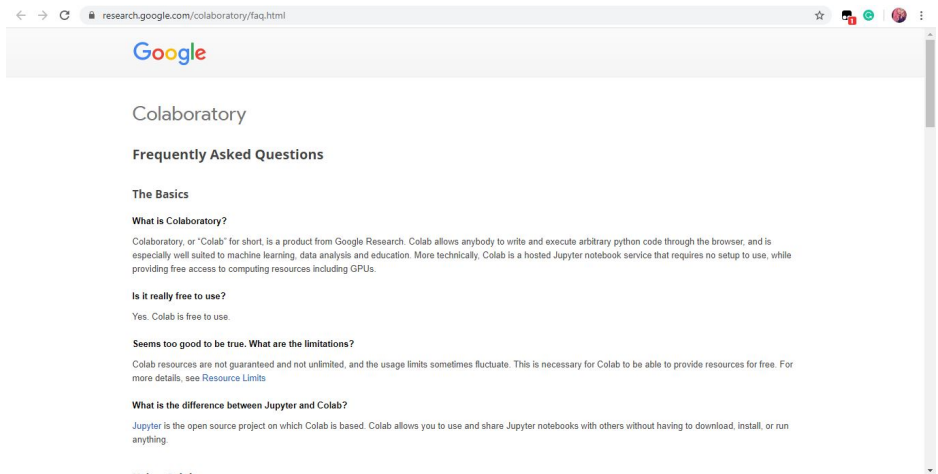 research.google.com/colaboratory/faq.html
1
Google
Colaboratory
Frequently Asked Questions
The Basics
What is Colaboratory?
Colaboratory, or "Colab" for short, is a product from Google Research. Colab allows anybody to write and execute arbitrary python code through the browser, and is
especially well suited to machine learning, data analysis and education. More technically, Colab is a hosted Jupyter notebook service that requires no setup to use, while
providing free access to computing resources including GPUs.
Is it really free to use?
Yes. Colab is free to use.
Seems too good to be true. What are the limitations?
Colab resources are not guaranteed and not unlimited, and the usage limits sometimes fluctuate. This is necessary for Colab to be able to provide resources for free. For
more details, see Resource Limits
What is the difference between Jupyter and Colab?
Jupyter is the open source project on which Colab is based. Colab allows you to use and share Jupyter notebooks with others without having to download, install, or run
anything.